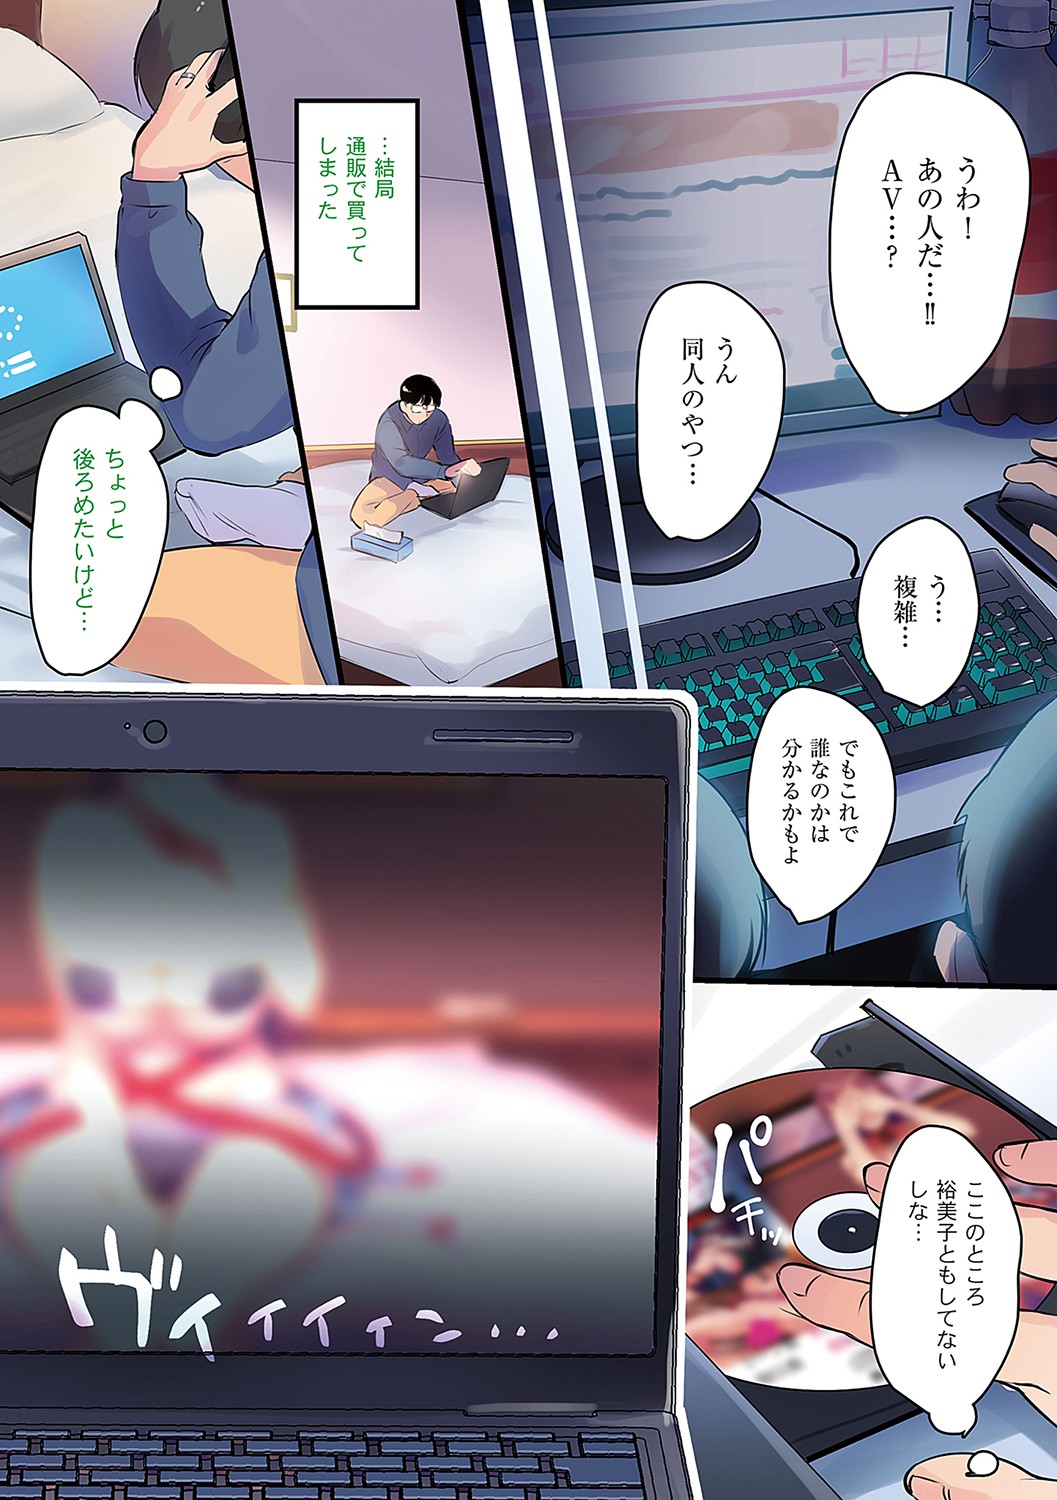 うわ！
あの人だ…!!
AV…？
うん
同人のやつ…
う…
複雑…
でもこれで
誰なのかは
分かるかもよ
…結局
通販で買って
しまった
ちょっと
後ろめたいけど…
ここのところ
裕美子ともしてない
しな…
パチッ
ヴィイイィン…